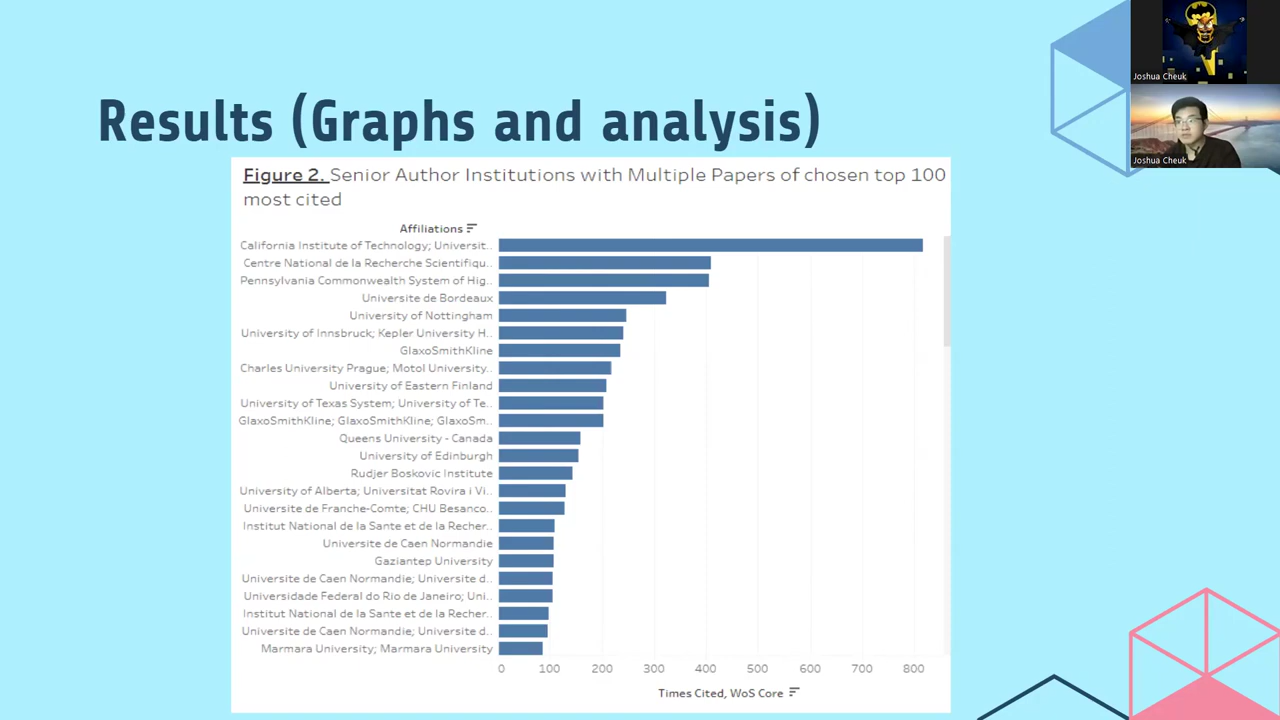 Results (Graphs and analysis)
Joshua Cheuk
Joshua Cheuk
Figure 2. Senior Author Institutions with Multiple Papers of chosen top 100
most cited
Affiliations
California Institute of Technology; Universit..
Centre National de la Recherche Scientifiqu..
Pennsylvania Commonwealth System of Hig..
Universite de Bordeaux
University of Nottingham
University of Innsbruck; Kepler University H..
GlaxoSmithKline
Charles University Prague; Motol University..
University of Eastern Finland
University of Texas System; University of Te..
GlaxoSmithKline; GlaxoSmithKline; GlaxoSm..
Queens University - Canada
University of Edinburgh
Rudjer Boskovic Institute
University of Alberta; Universitat Rovira i Vi..
Universite de Franche-Comte; CHU Besanco..
Institut National de la Sante et de la Recher..
Universite de Caen Normandie
Gaziantep University
Universite de Caen Normandie; Universite d..
Universidade Federal do Rio de Janeiro; Uni..
Institut National de la Sante et de la Recher..
Universite de Caen Normandie; Universite d..
Marmara University; Marmara University
0 100 200 300 400 500 600 700 800
Times Cited, WoS Core